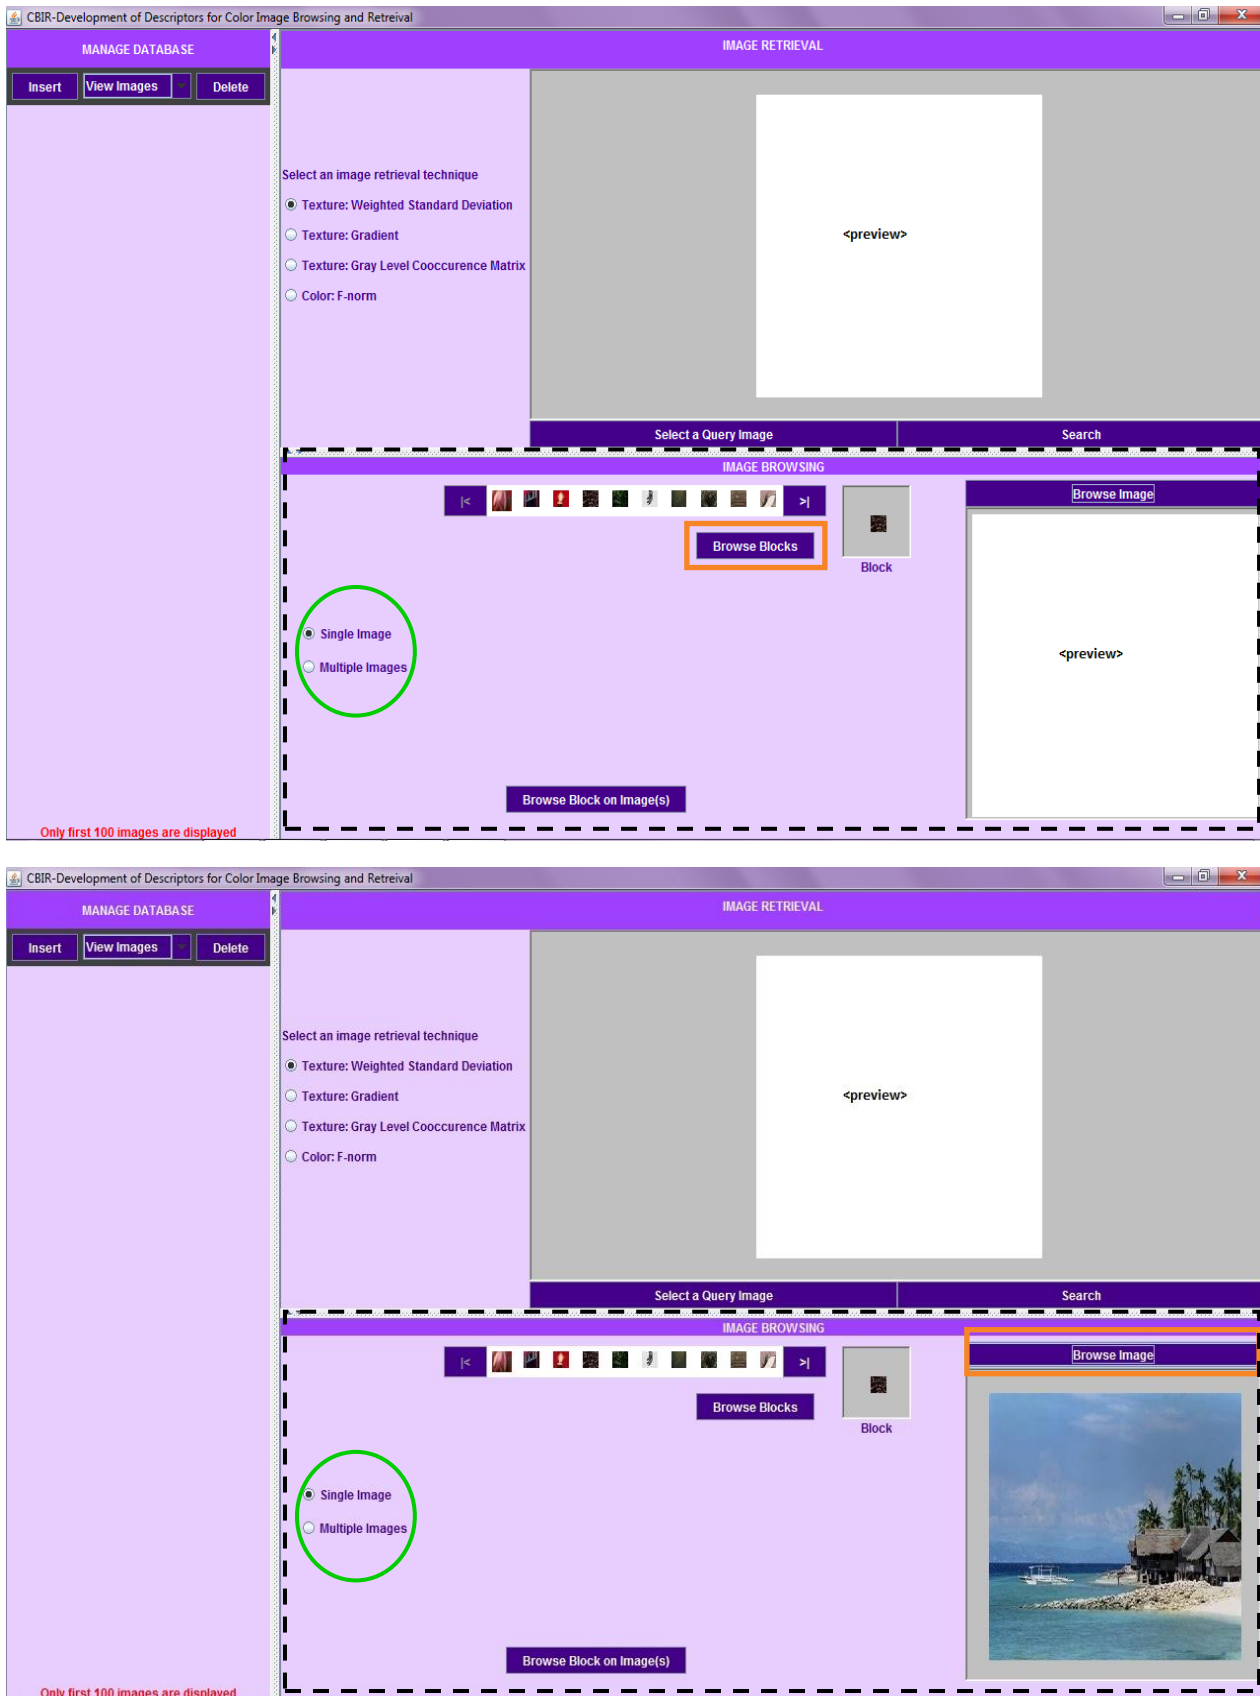 CBIR-Development of Descriptors for Color Image Browsing and Retreival
MANAGE DATABASE
IMAGE RETRIEVAL
Insert View Images Delete
Select an image retrieval technique
Texture: Weighted Standard Deviation
Texture: Gradient
Texture: Gray Level Cooccurence Matrix
Color: F-norm
<preview>
Select a Query Image Search
IMAGE BROWSING
|< >| Browse Image
Browse Blocks
Block
Single Image
Multiple Images
<preview>
Browse Block on Image(s)
Only first 100 images are displayed
CBIR-Development of Descriptors for Color Image Browsing and Retreival
MANAGE DATABASE
IMAGE RETRIEVAL
Insert View Images Delete
Select an image retrieval technique
Texture: Weighted Standard Deviation
Texture: Gradient
Texture: Gray Level Cooccurence Matrix
Color: F-norm
<preview>
Select a Query Image Search
IMAGE BROWSING
|< >| Browse Image
Browse Blocks
Block
Single Image
Multiple Images
Browse Block on Image(s)
Only first 100 images are displayed